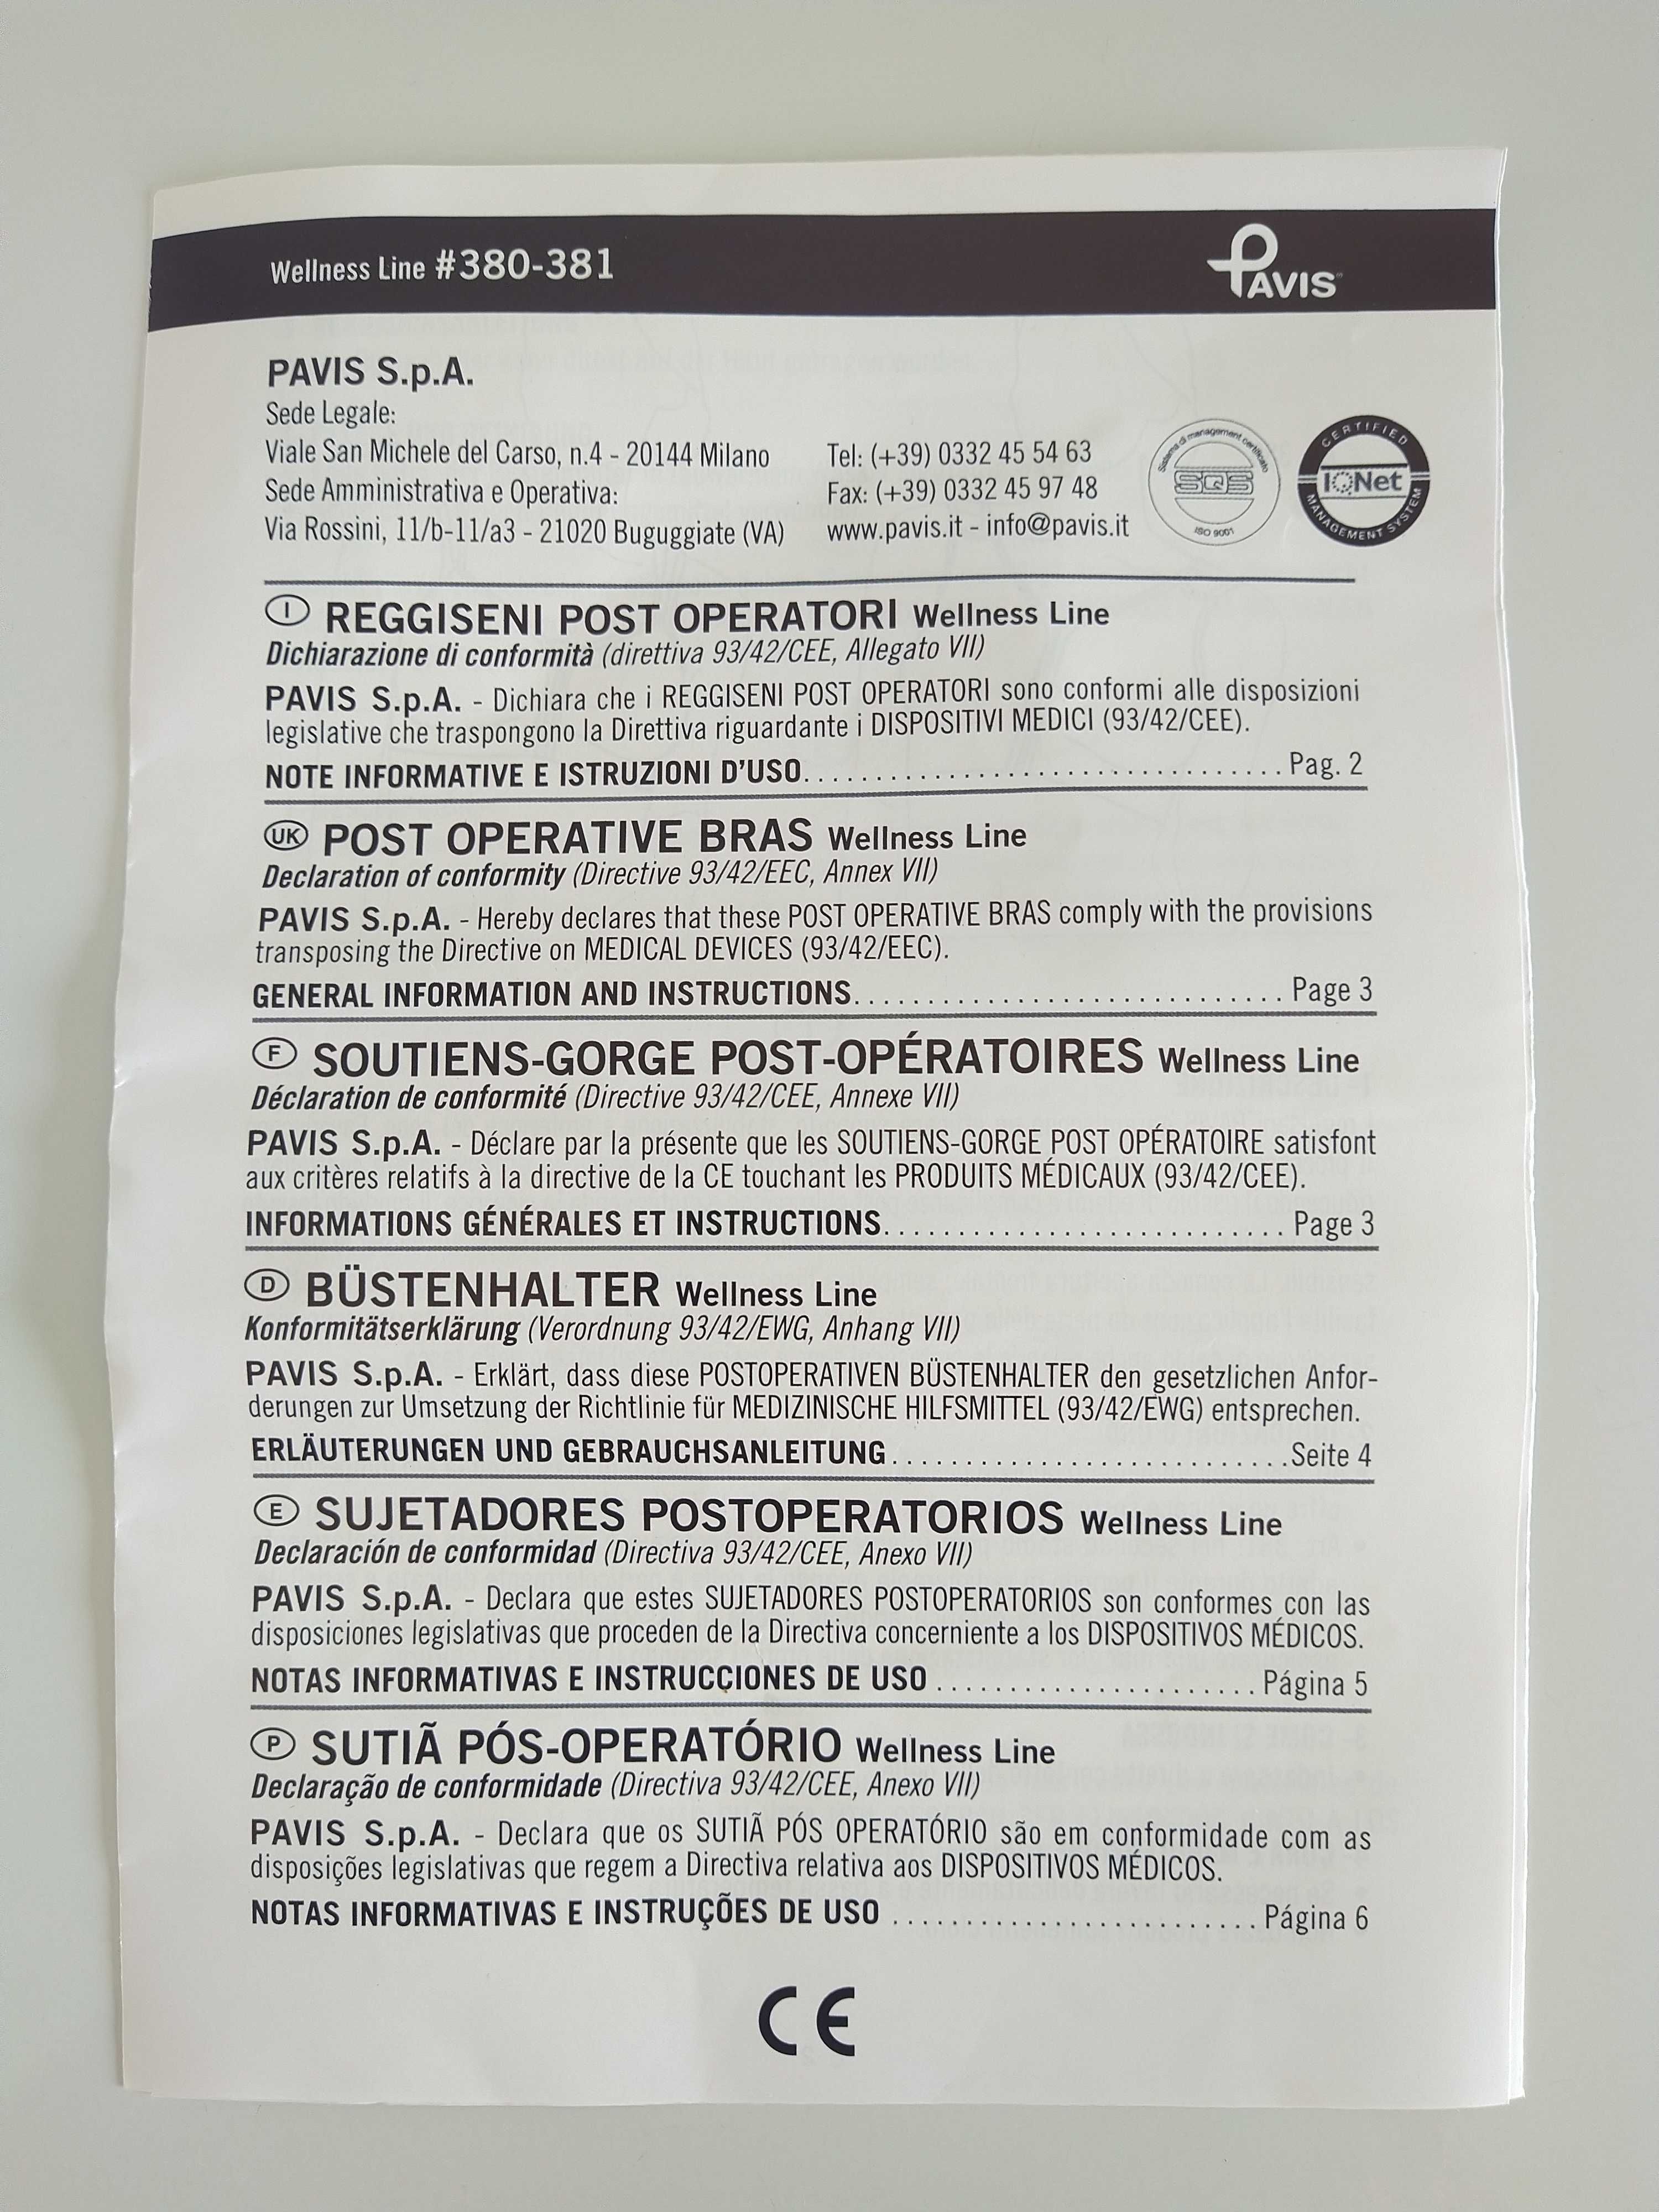 Wellness Line #380-381
PAVIS
PAVIS S.p.A.
Sede Legale:
Viale San Michele del Carso, n.4 - 20144 Milano
Sede Amministrativa e Operativa:
Via Rossini, 11/b-11/a3 - 21020 Buguggiate (VA)
Tel: (+39) 0332 45 54 63
Fax: (+39) 0332 45 97 48
www.pavis.it - info@pavis.it
Sistema di management certificato
SQS
ISO 9001
CERTIFIED
IQNet
MANAGEMENT SYSTEM
I REGGISENI POST OPERATORI Wellness Line
Dichiarazione di conformità (direttiva 93/42/CEE, Allegato VII)
PAVIS S.p.A. - Dichiara che i REGGISENI POST OPERATORI sono conformi alle disposizioni
legislative che traspongono la Direttiva riguardante i DISPOSITIVI MEDICI (93/42/CEE).
NOTE INFORMATIVE E ISTRUZIONI D'USO................................Pag. 2
UK POST OPERATIVE BRAS Wellness Line
Declaration of conformity (Directive 93/42/EEC, Annex VII)
PAVIS S.p.A. - Hereby declares that these POST OPERATIVE BRAS comply with the provisions
transposing the Directive on MEDICAL DEVICES (93/42/EEC).
GENERAL INFORMATION AND INSTRUCTIONS.............................Page 3
F SOUTIENS-GORGE POST-OPÉRATOIRES Wellness Line
Déclaration de conformité (Directive 93/42/CEE, Annexe VII)
PAVIS S.p.A. - Déclare par la présente que les SOUTIENS-GORGE POST OPÉRATOIRE satisfont
aux critères relatifs à la directive de la CE touchant les PRODUITS MÉDICAUX (93/42/CEE).
INFORMATIONS GÉNÉRALES ET INSTRUCTIONS...........................Page 3
D BÜSTENHALTER Wellness Line
Konformitätserklärung (Verordnung 93/42/EWG, Anhang VII)
PAVIS S.p.A. - Erklärt, dass diese POSTOPERATIVEN BÜSTENHALTER den gesetzlichen Anfor-
derungen zur Umsetzung der Richtlinie für MEDIZINISCHE HILFSMITTEL (93/42/EWG) entsprechen.
ERLÄUTERUNGEN UND GEBRAUCHSANLEITUNG...........................Seite 4
E SUJETADORES POSTOPERATORIOS Wellness Line
Declaración de conformidad (Directiva 93/42/CEE, Anexo VII)
PAVIS S.p.A. - Declara que estes SUJETADORES POSTOPERATORIOS son conformes con las
disposiciones legislativas que proceden de la Directiva concerniente a los DISPOSITIVOS MÉDICOS.
NOTAS INFORMATIVAS E INSTRUCCIONES DE USO......................Página 5
P SUTIÃ PÓS-OPERATÓRIO Wellness Line
Declaração de conformidade (Directiva 93/42/CEE, Anexo VII)
PAVIS S.p.A. - Declara que os SUTIÃ PÓS OPERATÓRIO são em conformidade com as
disposições legislativas que regem a Directiva relativa aos DISPOSITIVOS MÉDICOS.
NOTAS INFORMATIVAS E INSTRUÇÕES DE USO.........................Página 6
CE